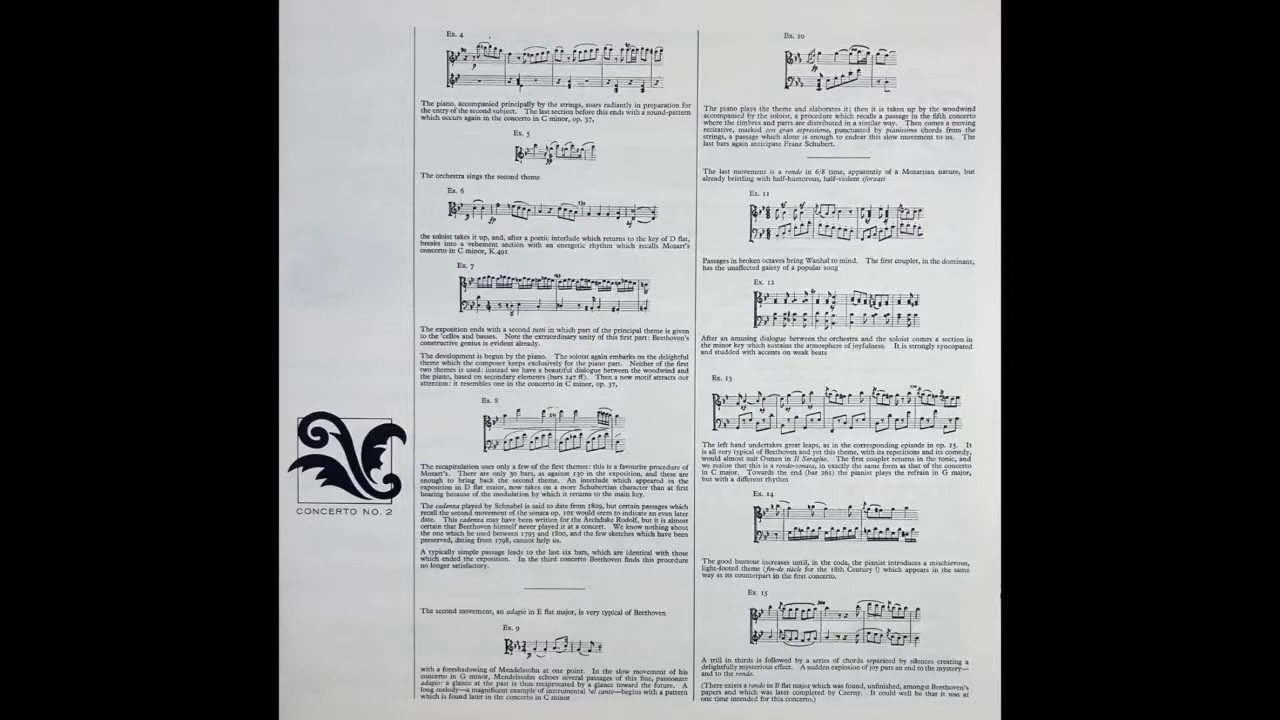 Ex. 4
The piano, accompanied principally by the strings, soars radiantly in preparation for
the entry of the second subject. The last section before this ends with a sound-pattern
which occurs again in the concerto in C minor, op. 37,
Ex. 5
The orchestra sings the second theme
Ex. 6
the soloist takes it up, and, after a poetic interlude which returns to the key of D flat,
breaks into a vehement section with an energetic rhythm which recalls Mozart's
concerto in C minor, K.491
Ex. 7
The exposition ends with a second tutti in which part of the principal theme is given
to the 'cellos and basses. Note the extraordinary unity of this first part: Beethoven's
constructive genius is evident already.
The development is begun by the piano. The soloist again embarks on the delightful
theme which the composer keeps exclusively for the piano part. Neither of the first
two themes is used: instead we have a beautiful dialogue between the woodwind and
the piano, based on secondary elements (bars 247 ff). Then a new motif attracts our
attention: it resembles one in the concerto in C minor, op. 37,
Ex. 8
The recapitulation uses only a few of the first themes: this is a favourite procedure of
Mozart's. There are only 30 bars, as against 130 in the exposition, and these are
enough to bring back the second theme. An interlude which appeared in the
exposition in D flat major, now takes on a more Schubertian character than at first
hearing because of the modulation by which it returns to the main key.
The cadenza played by Schnabel is said to date from 1809, but certain passages which
recall the second movement of the sonata op. 101 would seem to indicate an even later
date. This cadenza may have been written for the Archduke Rudolf, but it is almost
certain that Beethoven himself never played it at a concert. We know nothing about
the one which he used between 1795 and 1800, and the few sketches which have been
preserved, dating from 1798, cannot help us.
A typically simple passage leads to the last six bars, which are identical with those
which ended the exposition. In the third concerto Beethoven finds this procedure
no longer satisfactory.
The second movement, an adagio in E flat major, is very typical of Beethoven
Ex. 9
with a foreshadowing of Mendelssohn at one point. In the slow movement of his
concerto in G minor, Mendelssohn echoes several passages of this fine, passionate
adagio: a glance at the past is thus reciprocated by a glance toward the future. A
long melody—a magnificent example of instrumental canto—begins with a pattern
which is found later in the concerto in C minor
Ex. 10
The piano plays the theme and elaborates it; then it is taken up by the woodwind
accompanied by the soloist, a procedure which recalls a passage in the fifth concerto
where the timbres and parts are distributed in a similar way. Then comes a moving
recitative, marked con gran espressione, punctuated by pianissimo chords from the
strings, a passage which alone is enough to endear this slow movement to us. The
last bars again anticipate Franz Schubert.
The last movement is a rondo in 6/8 time, apparently of a Mozartian nature, but
already bristling with half-humorous, half-violent sforzati
Ex. 11
Passages in broken octaves bring Wanhal to mind. The first couplet, in the dominant,
has the unaffected gaiety of a popular song
Ex. 12
After an amusing dialogue between the orchestra and the soloist comes a section in
the minor key which sustains the atmosphere of joyfulness. It is strongly syncopated
and studded with accents on weak beats
Ex. 13
The left hand undertakes great leaps, as in the corresponding episode in op. 15. It
is all very typical of Beethoven and yet this theme, with its repetitions and its comedy,
would almost suit Osman in Il Seraglio. The first couplet returns in the tonic, and
we realise that this is a rondo-sonata, in exactly the same form as that of the concerto
in C major. Towards the end (bar 261) the pianist plays the refrain in G major,
but with a different rhythm
Ex. 14
The good humour increases until, in the coda, the pianist introduces a mischievous,
light-footed theme (fin-de siècle for the 18th Century !) which appears in the same
way as its counterpart in the first concerto.
Ex. 15
A trill in thirds is followed by a series of chords separated by silences creating a
delightfully mysterious effect. A sudden explosion of joy puts an end to the mystery—
and to the rondo.
(There exists a rondo in B flat major which was found, unfinished, amongst Beethoven's
papers and which was later completed by Czerny. It could well be that it was at
one time intended for this concerto.)
CONCERTO NO. 2